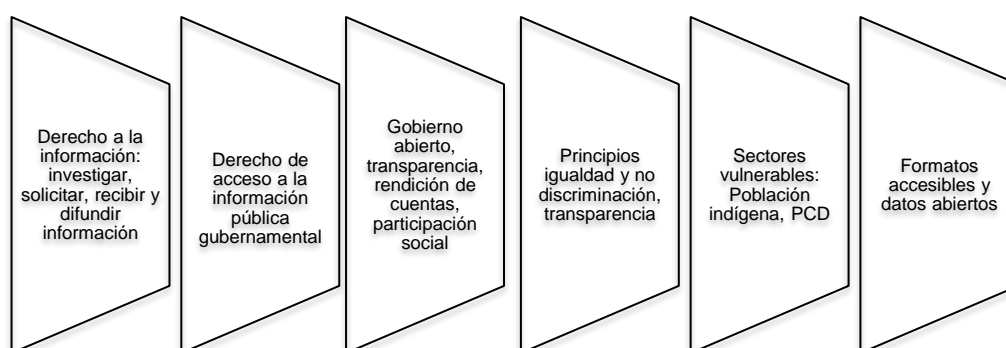 Derecho a la
información:
investigar,
solicitar, recibir y
difundir
información
Derecho de
acceso a la
información
pública
gubernamental
Gobierno
abierto,
transparencia,
rendición de
cuentas,
participación
social
Principios
igualdad y no
discriminación,
transparencia
Sectores
vulnerables:
Población
indígena, PCD
Formatos
accesibles y
datos abiertos